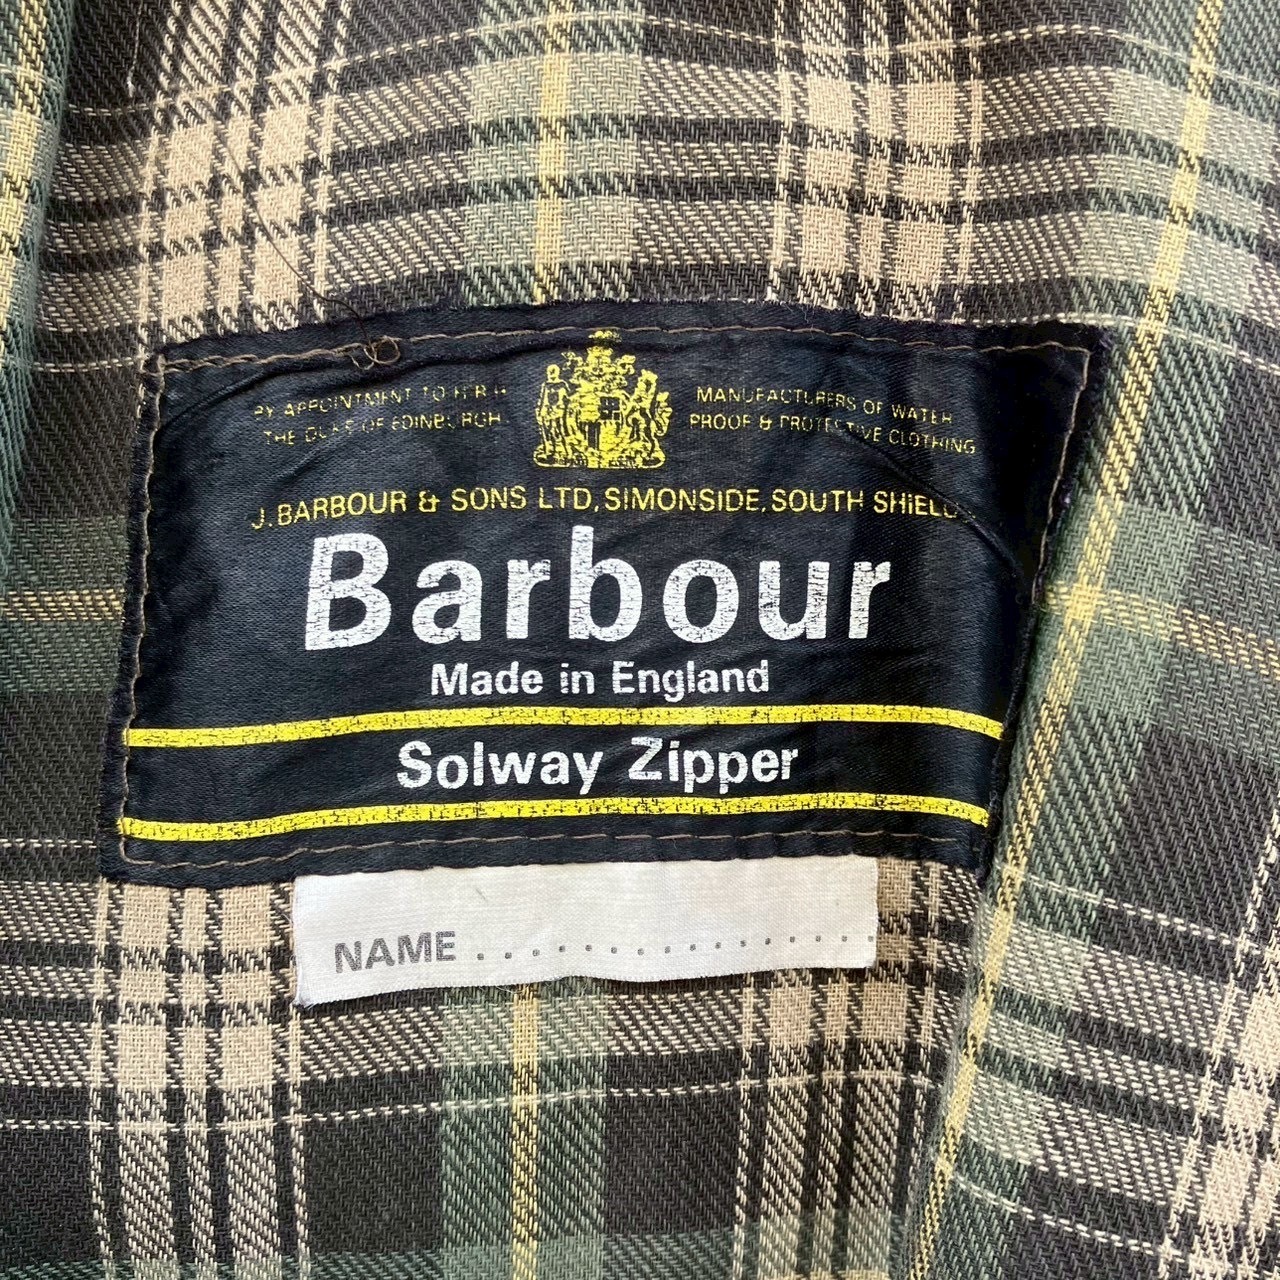 BY APPOINTMENT TO H.R.H.
THE DUKE OF EDINBURGH
MANUFACTURERS OF WATER
PROOF & PROTECTIVE CLOTHING
J. BARBOUR & SONS LTD, SIMONSIDE, SOUTH SHIELDS
Barbour
Made in England
Solway Zipper
NAME . . . . . . . . . . . . . . .